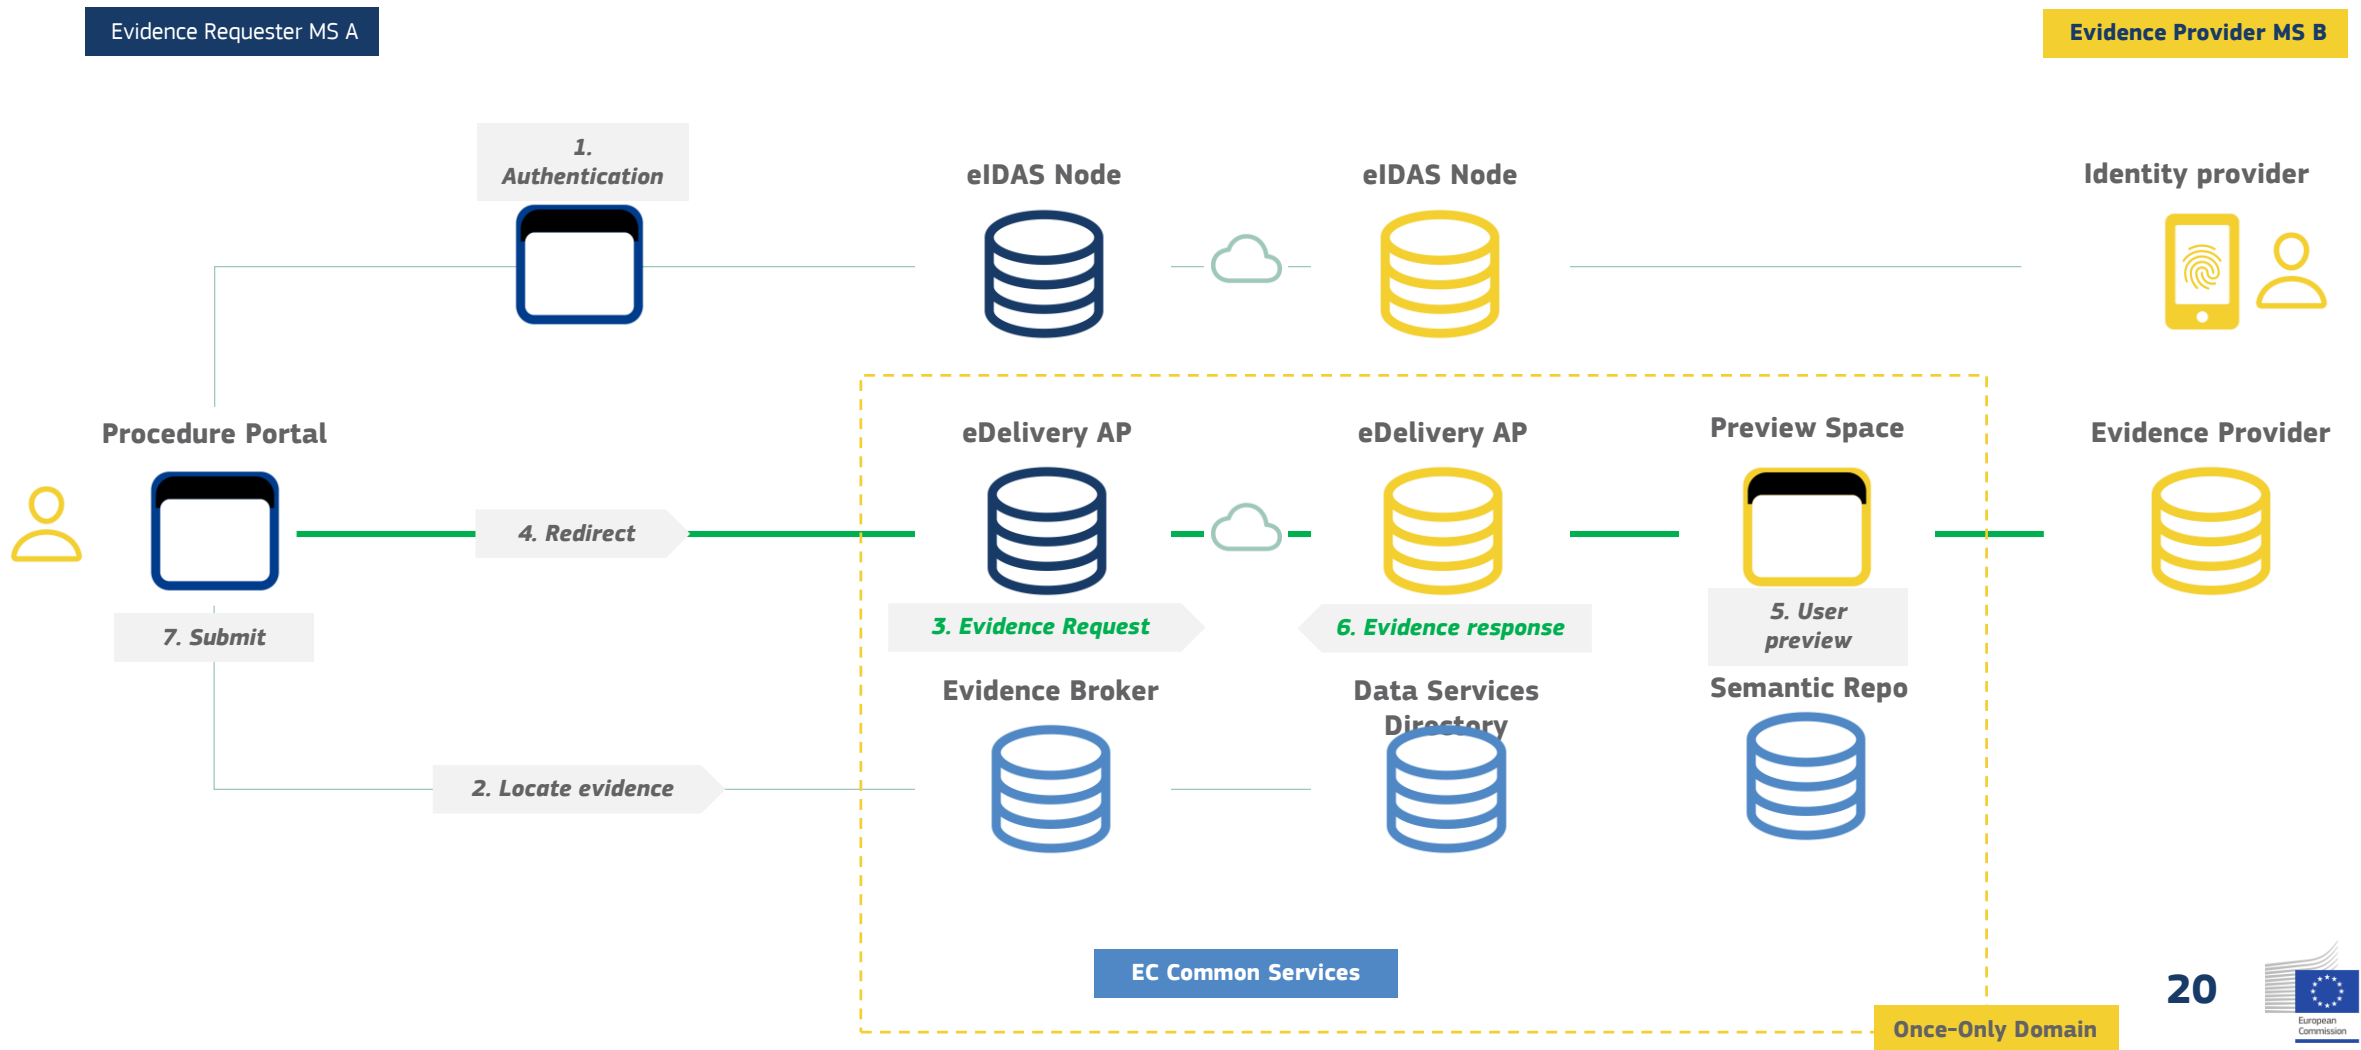 Evidence Requester MS A
Evidence Provider MS B
1.
Authentication
eIDAS Node
eIDAS Node
Identity provider
Procedure Portal
eDelivery AP
eDelivery AP
Preview Space
Evidence Provider
4. Redirect
3. Evidence Request
6. Evidence response
5. User
preview
7. Submit
Evidence Broker
Data Services
Directory
Semantic Repo
2. Locate evidence
EC Common Services
20
European
Commission
Once-Only Domain